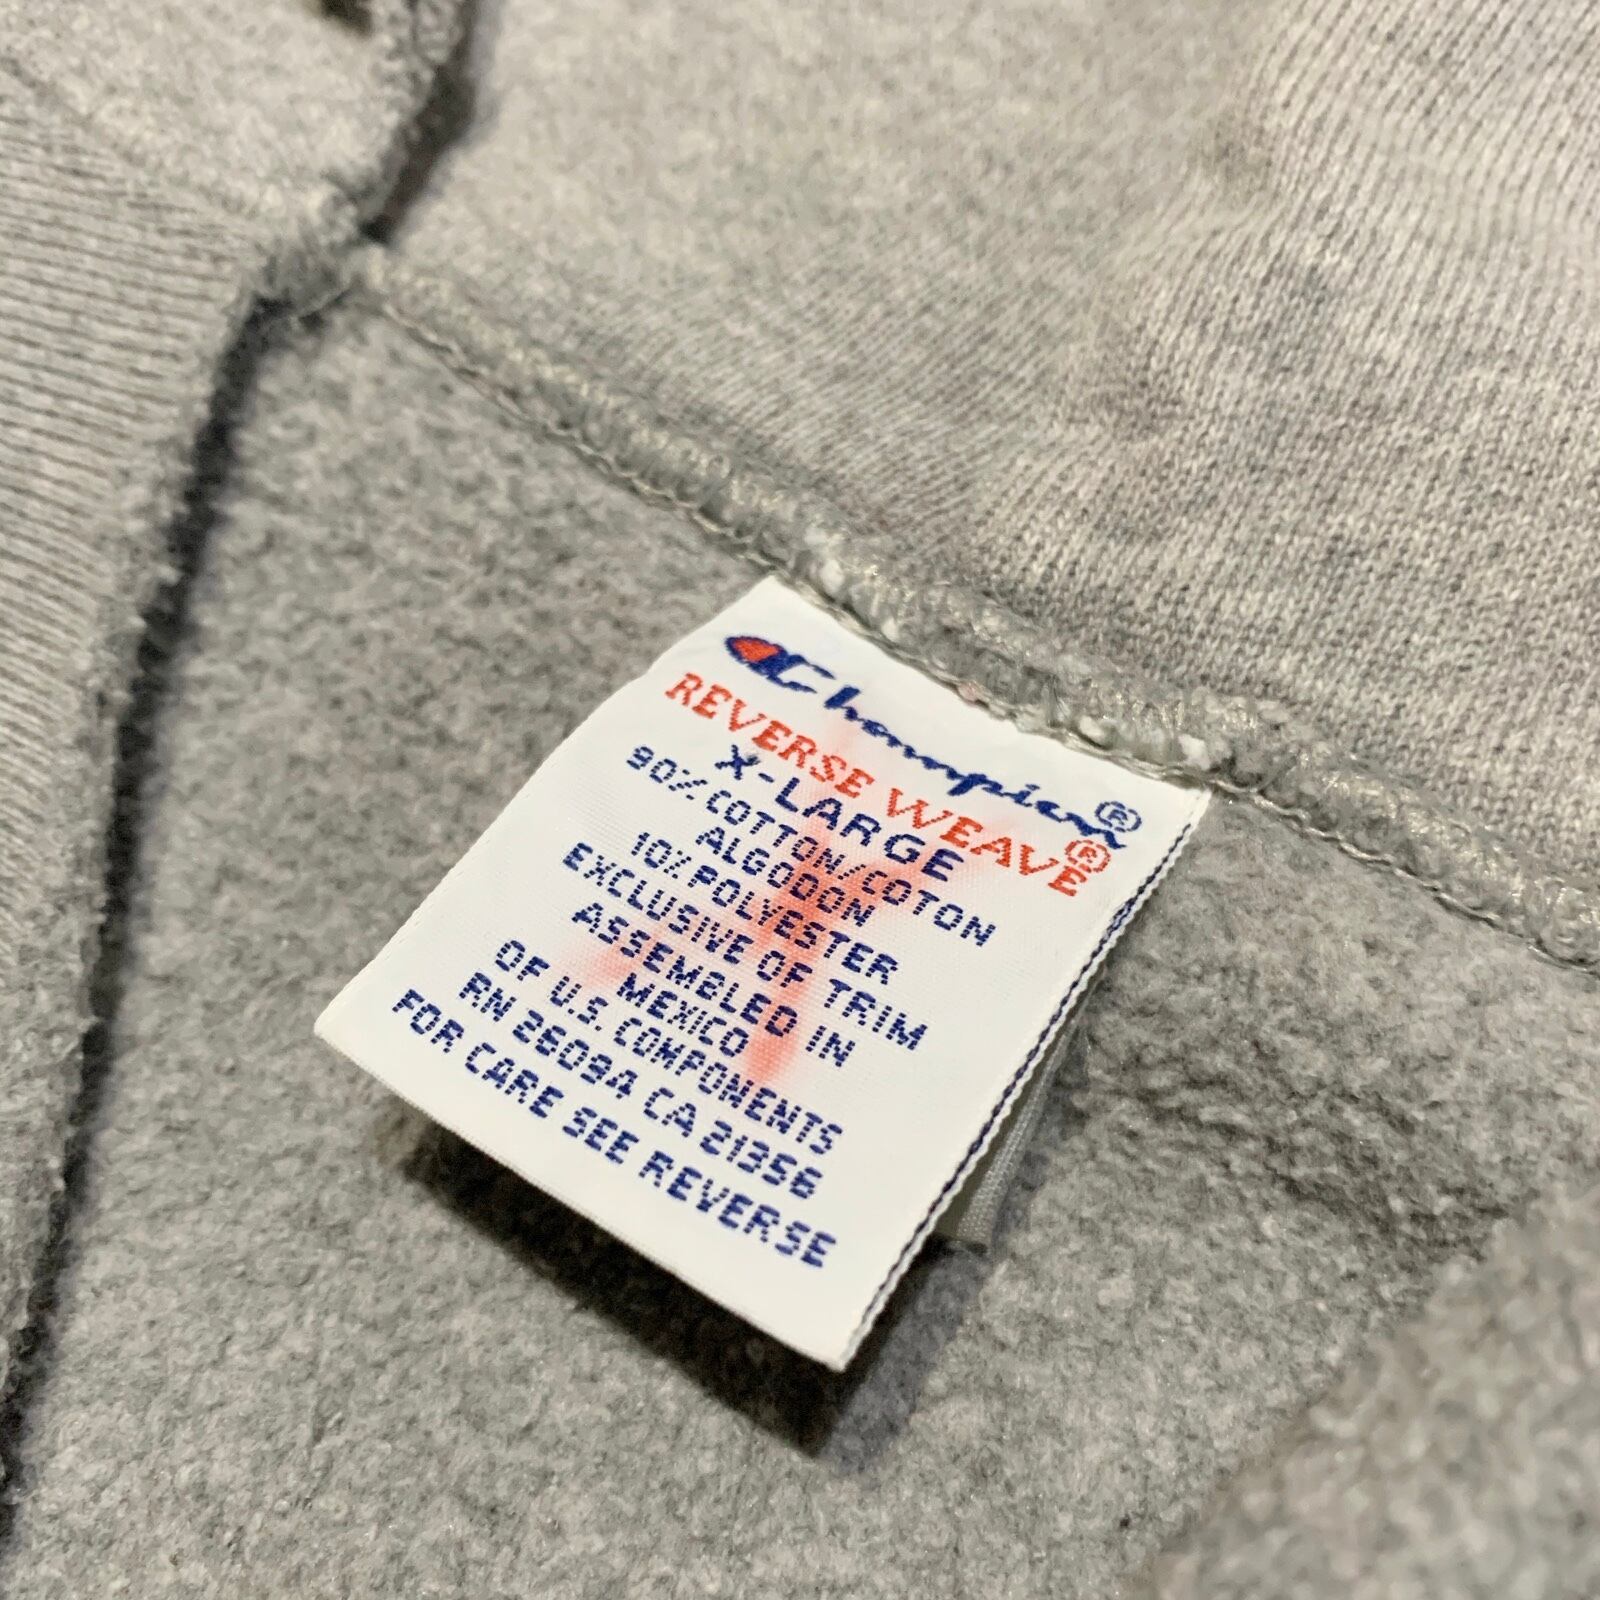 Champion®
REVERSE WEAVE®
X-LARGE
90% COTTON/COTON
ALGODON
10% POLYESTER
EXCLUSIVE OF TRIM
ASSEMBLED IN
MEXICO
OF U.S. COMPONENTS
RN 26094 CA 21356
FOR CARE SEE REVERSE